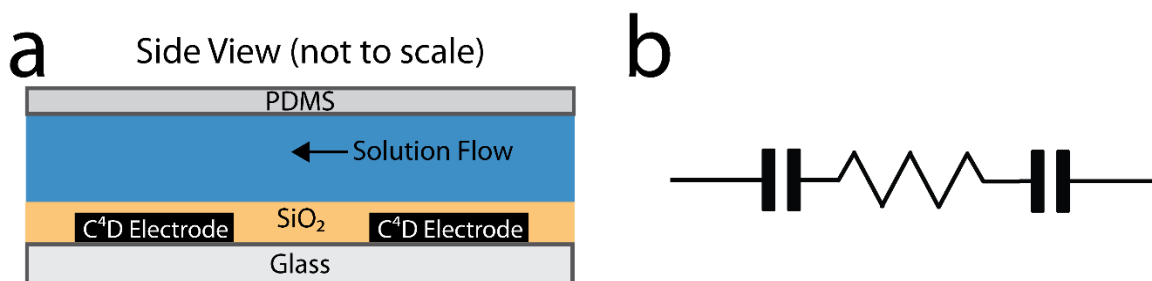 a
Side View (not to scale)
PDMS
Solution Flow
SiO₂
C⁴D Electrode
C⁴D Electrode
Glass
b